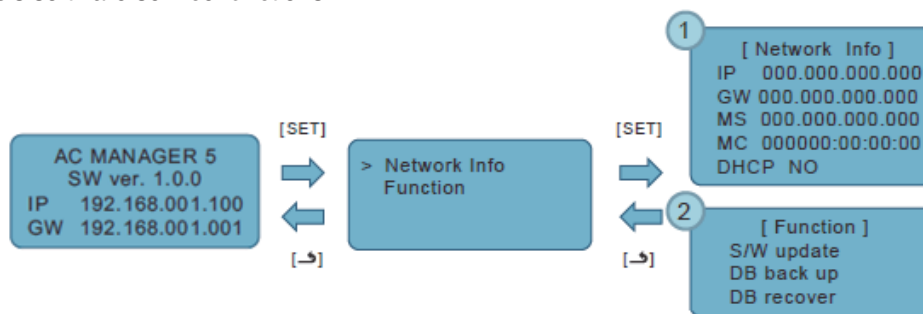 AC MANAGER 5
SW ver. 1.0.0
IP 192.168.001.100
GW 192.168.001.001
[SET]
> Network Info
Function
[SET]
1
[ Network Info ]
IP 000.000.000.000
GW 000.000.000.000
MS 000.000.000.000
MC 000000:00:00:00
DHCP NO
2
[ Function ]
S/W update
DB back up
DB recover